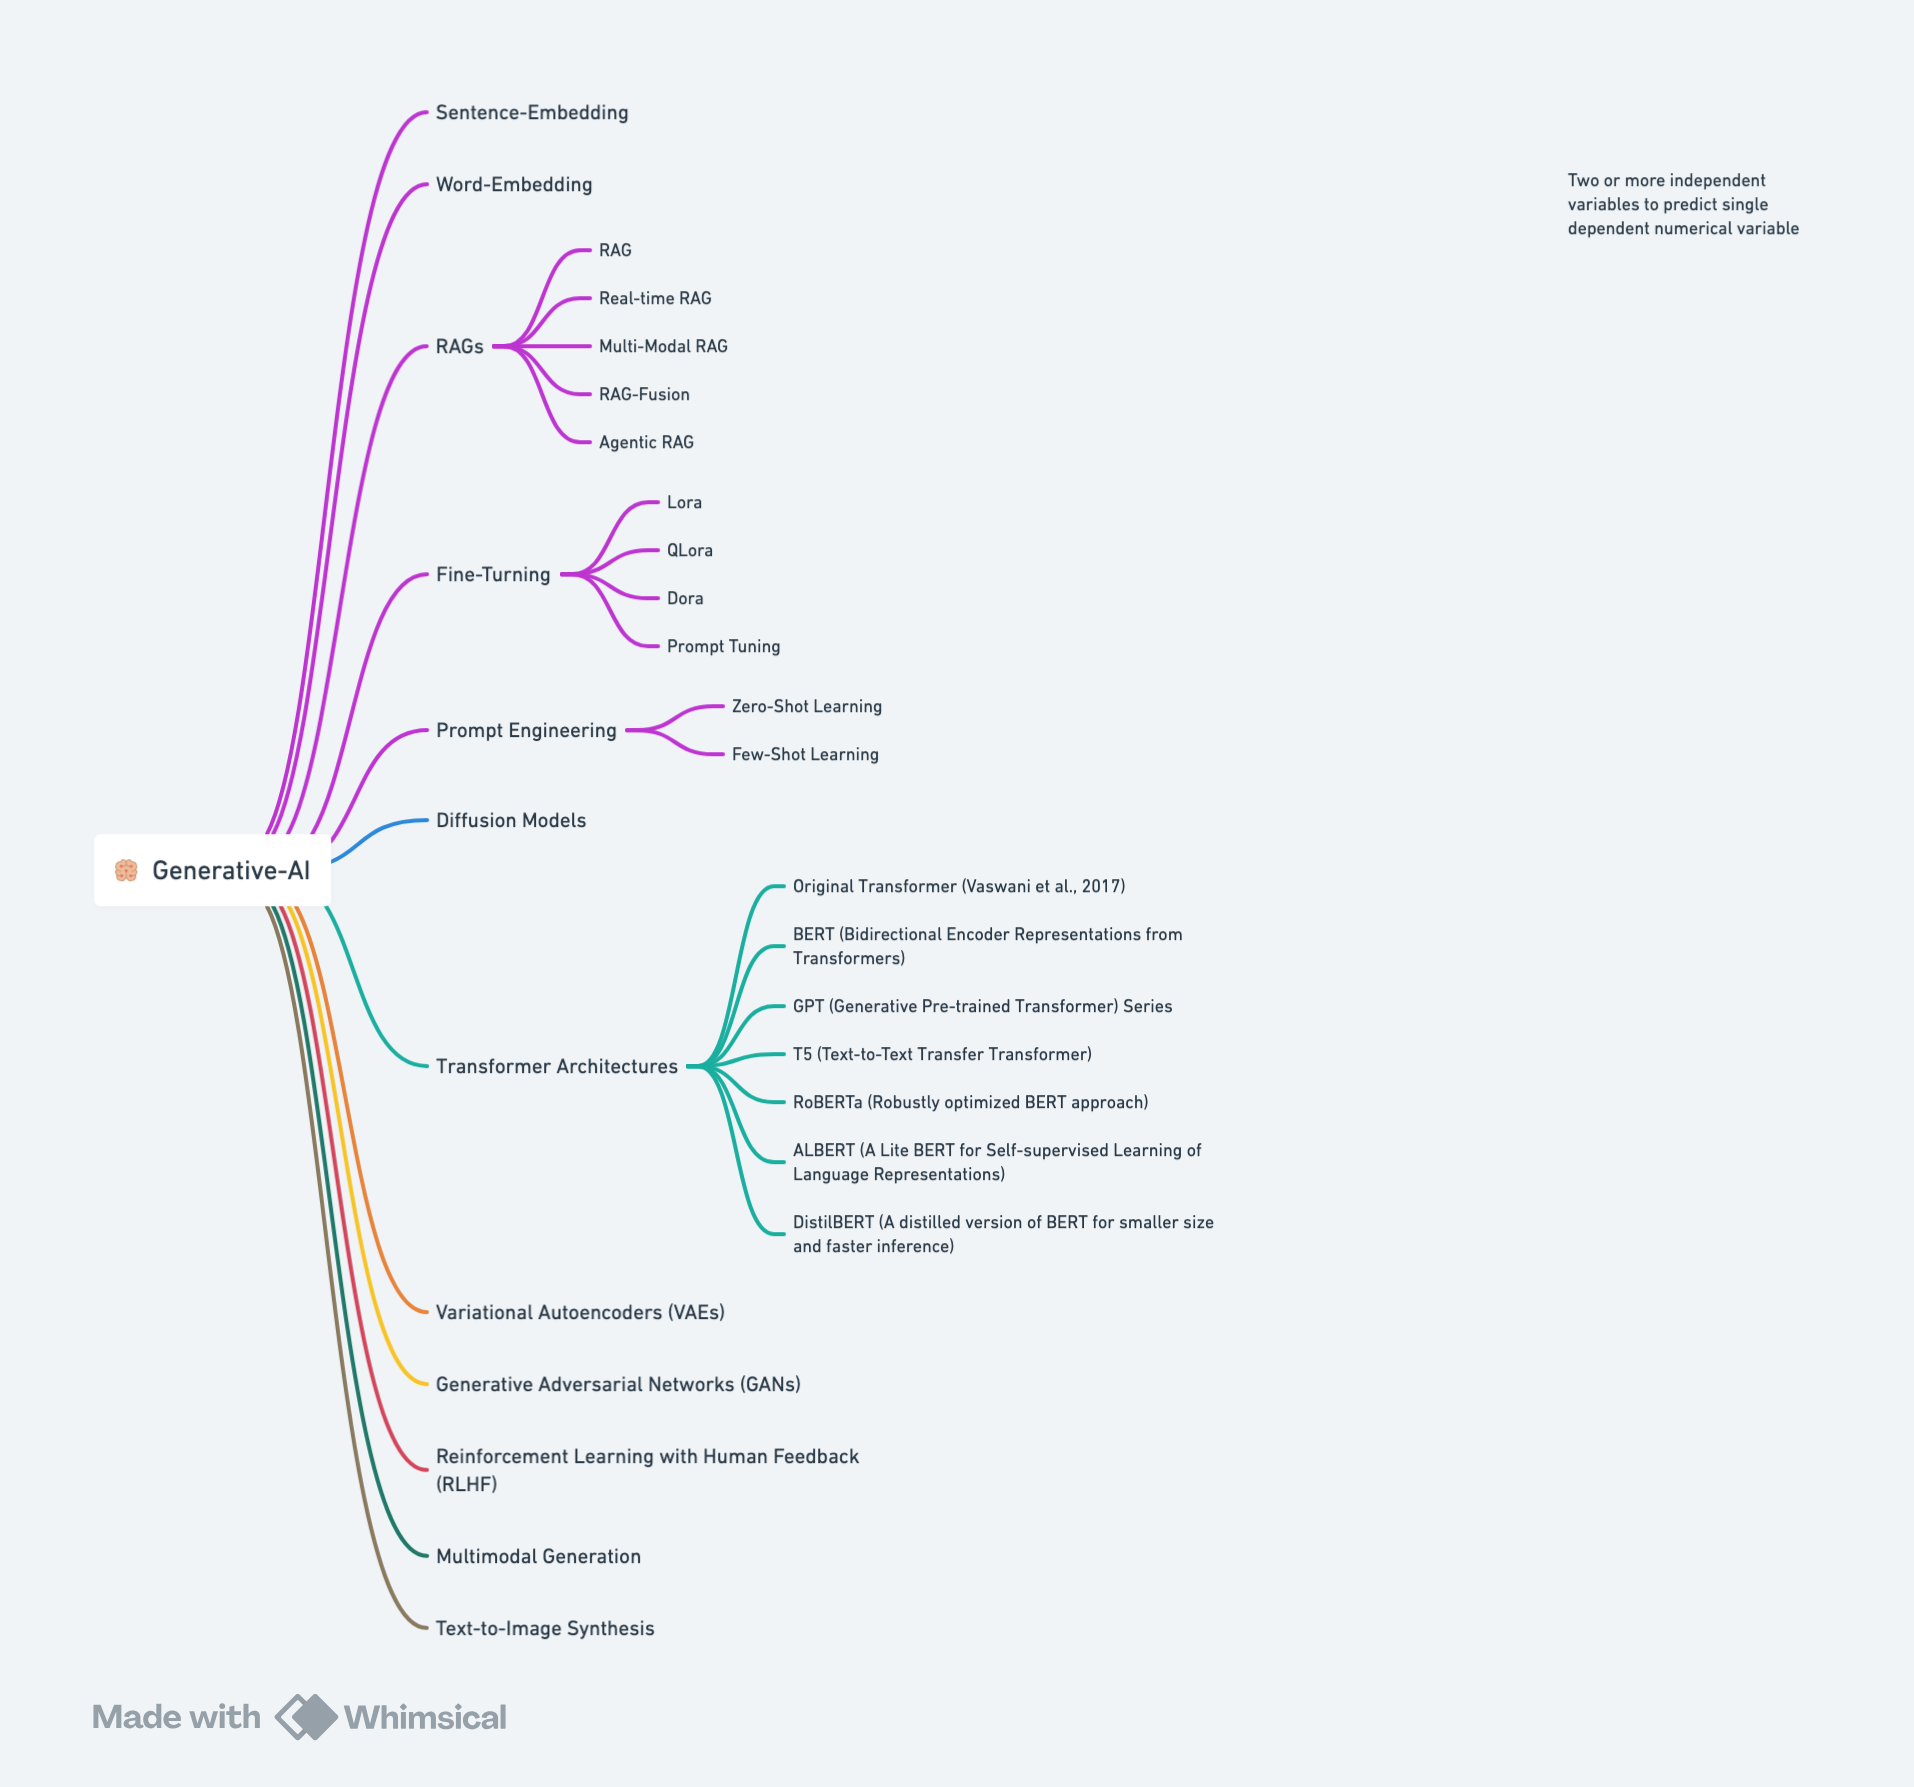 Sentence-Embedding
Word-Embedding
Two or more independent
variables to predict single
dependent numerical variable
RAGs
RAG
Real-time RAG
Multi-Modal RAG
RAG-Fusion
Agentic RAG
Fine-Turning
Lora
QLora
Dora
Prompt Tuning
Prompt Engineering
Zero-Shot Learning
Few-Shot Learning
Diffusion Models
Generative-AI
Transformer Architectures
Original Transformer (Vaswani et al., 2017)
BERT (Bidirectional Encoder Representations from
Transformers)
GPT (Generative Pre-trained Transformer) Series
T5 (Text-to-Text Transfer Transformer)
RoBERTa (Robustly optimized BERT approach)
ALBERT (A Lite BERT for Self-supervised Learning of
Language Representations)
DistilBERT (A distilled version of BERT for smaller size
and faster inference)
Variational Autoencoders (VAEs)
Generative Adversarial Networks (GANs)
Reinforcement Learning with Human Feedback
(RLHF)
Multimodal Generation
Text-to-Image Synthesis
Made with Whimsical